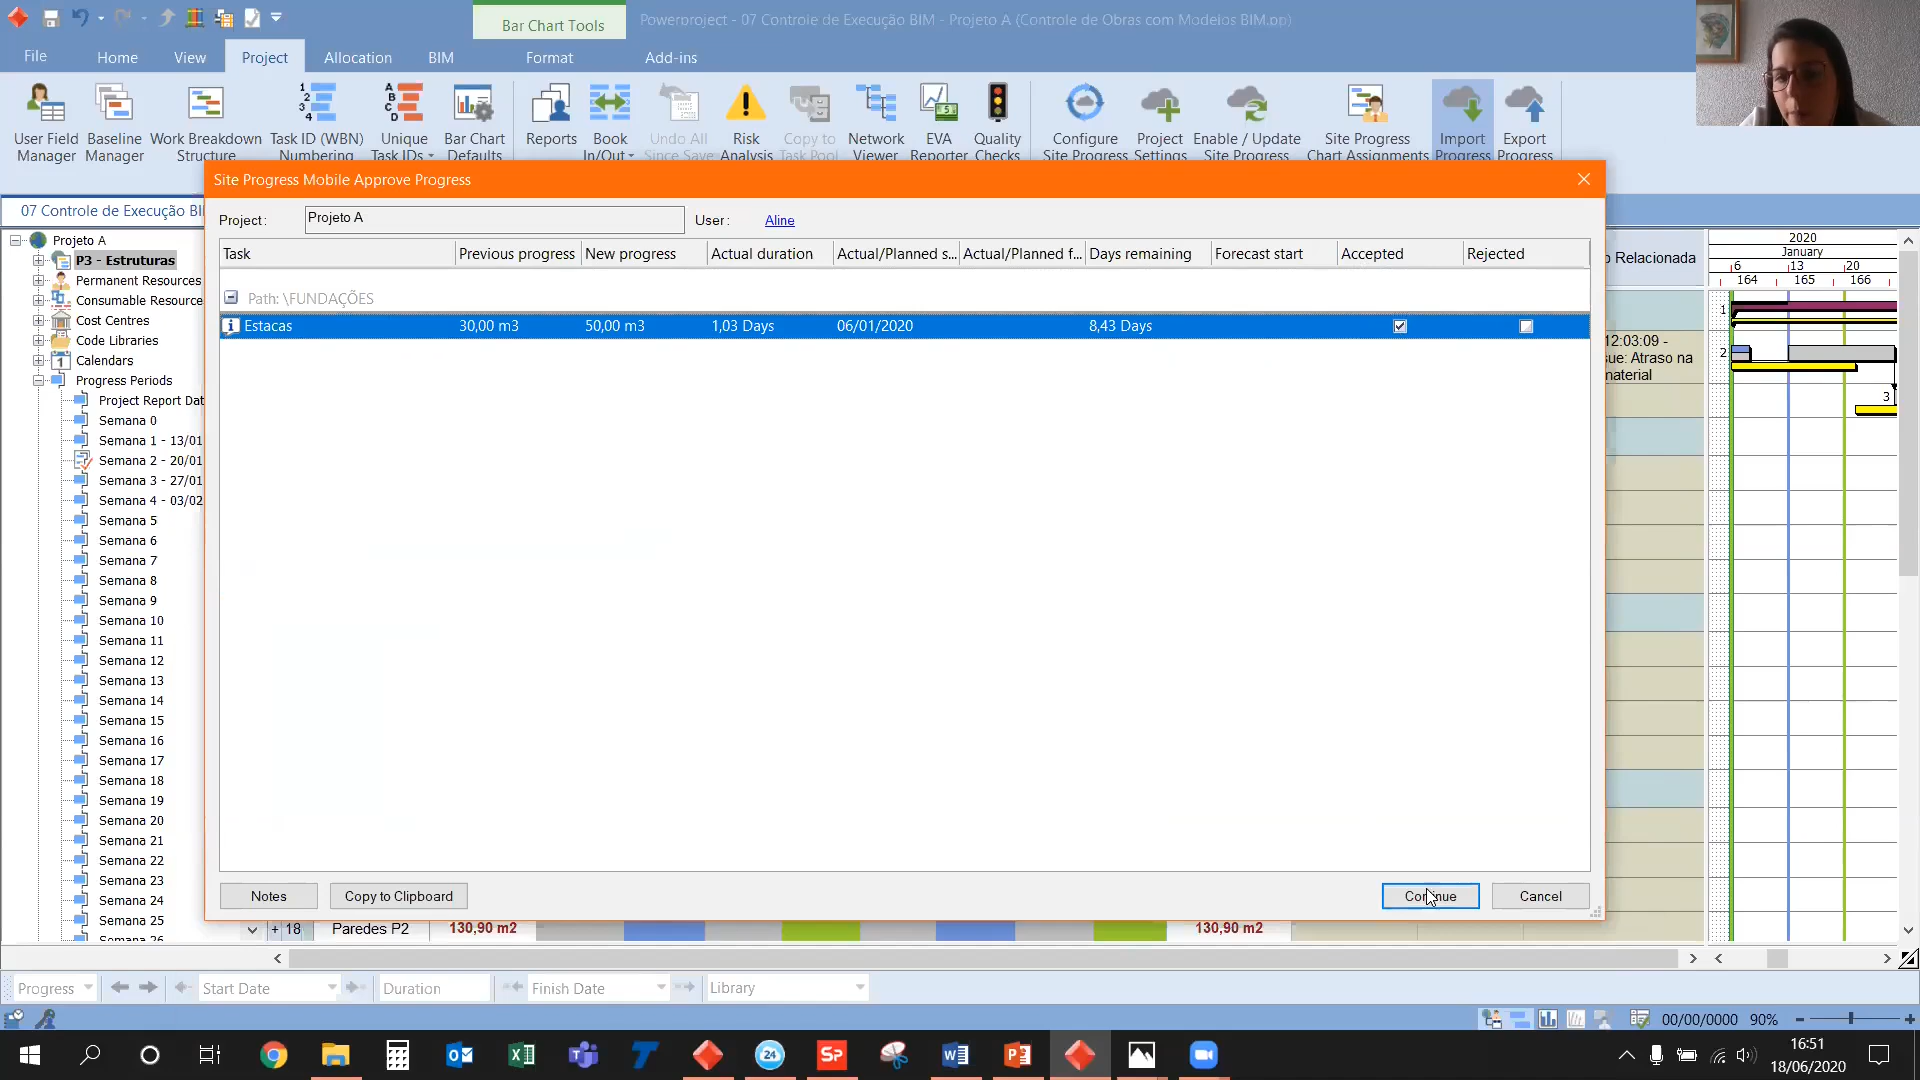 Bar Chart Tools
Powerproject - 07 Controle de Execução BIM - Projeto A (Controle de Obras com Modelos BIM.pp)
File
Home
View
Project
Allocation
BIM
Format
Add-ins
User Field Manager
Baseline Manager
Work Breakdown Structure
Task ID (WBN) Numbering
Unique Task IDs
Bar Chart Defaults
Reports
Book In/Out
Undo All Since Save
Risk Analysis
Copy to Task Pool
Network Viewer
EVA Reporter
Quality Checks
Configure Site Progress
Project Settings
Enable / Update Site Progress
Site Progress Chart Assignments
Import Progress
Export Progress
Site Progress Mobile Approve Progress
07 Controle de Execução BI
Project:
Projeto A
User:
Aline
Task
Previous progress
New progress
Actual duration
Actual/Planned s...
Actual/Planned f...
Days remaining
Forecast start
Accepted
Rejected
Path: \FUNDAÇÕES
Estacas
30,00 m3
50,00 m3
1,03 Days
06/01/2020
8,43 Days
Projeto A
P3 - Estruturas
Permanent Resources
Consumable Resource
Cost Centres
Code Libraries
Calendars
Progress Periods
Project Report Dat
Semana 0
Semana 1 - 13/01
Semana 2 - 20/01
Semana 3 - 27/01
Semana 4 - 03/02
Semana 5
Semana 6
Semana 7
Semana 8
Semana 9
Semana 10
Semana 11
Semana 12
Semana 13
Semana 14
Semana 15
Semana 16
Semana 17
Semana 18
Semana 19
Semana 20
Semana 21
Semana 22
Semana 23
Semana 24
Semana 25
Semana 26
o Relacionada
12:03:09 -
sue: Atraso na
material
2020
January
6
13
20
164
165
166
1
2
3
Notes
Copy to Clipboard
Continue
Cancel
18
Paredes P2
130,90 m2
130,90 m2
Progress
Start Date
Duration
Finish Date
Library
00/00/0000
90%
16:51
18/06/2020